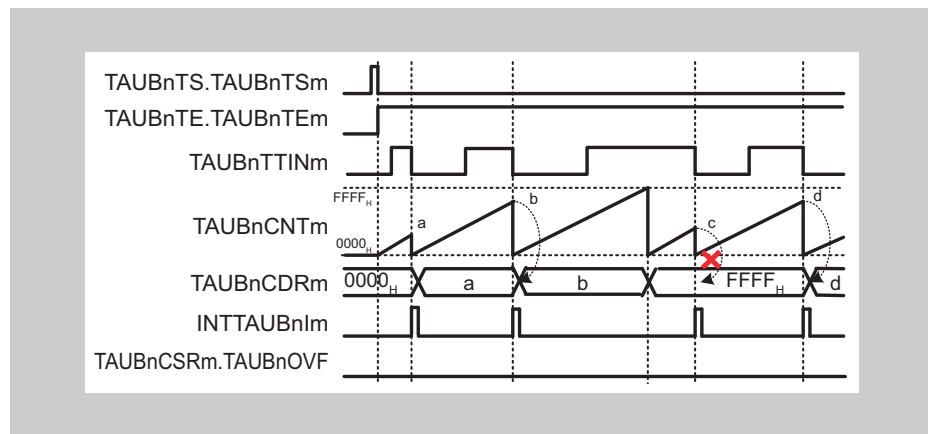 TAUBnTS.TAUBnTSm
TAUBnTE.TAUBnTEm
TAUBnTTINm
FFFFH
b
d
a
c
TAUBnCNTm
0000H
TAUBnCDRm
0000H
a
b
FFFFH
d
INTTAUBnIm
TAUBnCSRm.TAUBnOVF